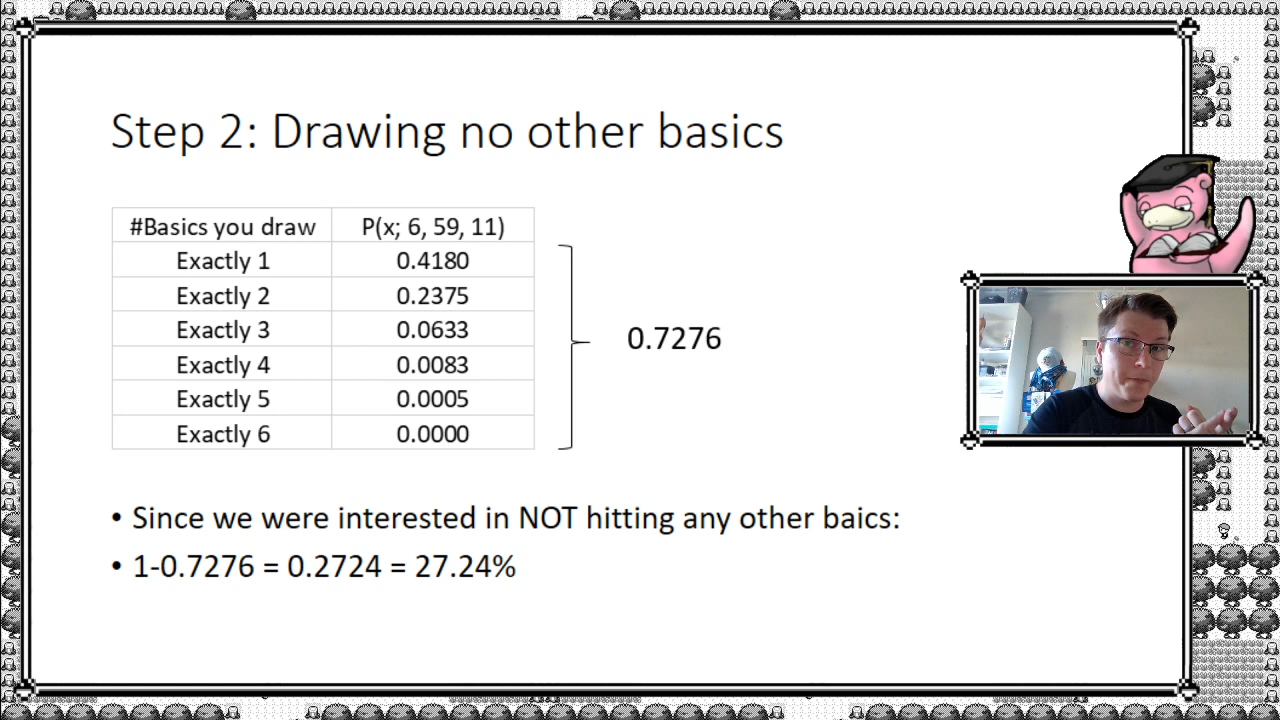 Step 2: Drawing no other basics
#Basics you draw P(x; 6, 59, 11)
Exactly 1 0.4180
Exactly 2 0.2375
Exactly 3 0.0633
Exactly 4 0.0083
Exactly 5 0.0005
Exactly 6 0.0000
0.7276
• Since we were interested in NOT hitting any other baics:
• 1-0.7276 = 0.2724 = 27.24%